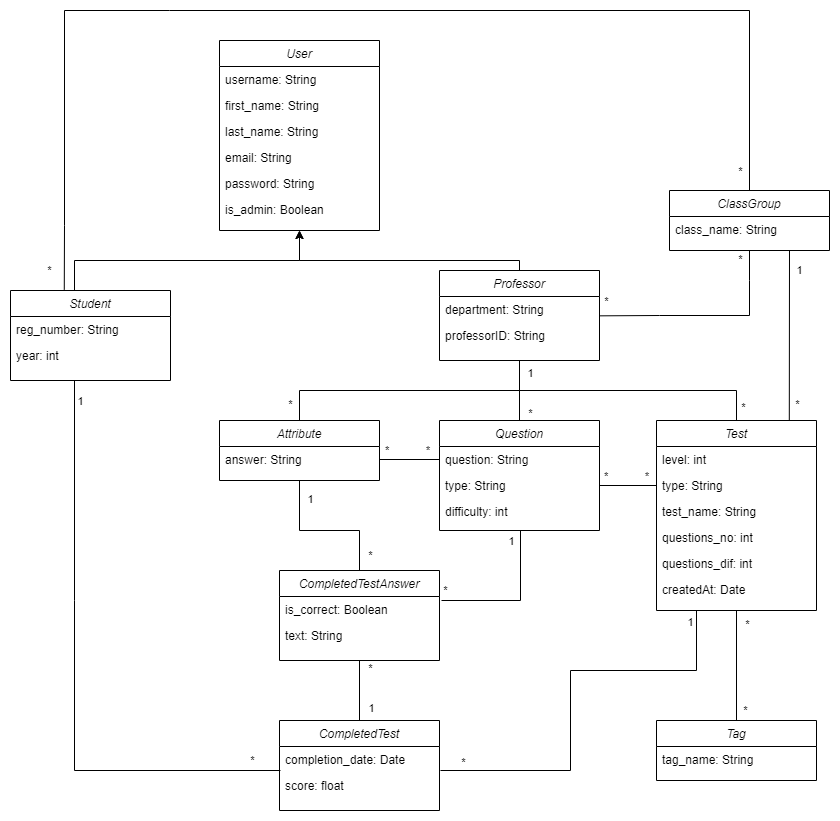 User
username: String
first_name: String
last_name: String
email: String
password: String
is_admin: Boolean
*
ClassGroup
class_name: String
*
*
1
Student
reg_number: String
year: int
Professor
department: String
professorID: String
*
1
1
*
*
*
*
Attribute
answer: String
*
*
Question
question: String
type: String
difficulty: int
*
*
Test
level: int
type: String
test_name: String
questions_no: int
questions_dif: int
createdAt: Date
1
1
*
CompletedTestAnswer
is_correct: Boolean
text: String
*
1
*
*
1
*
CompletedTest
completion_date: Date
score: float
*
*
Tag
tag_name: String